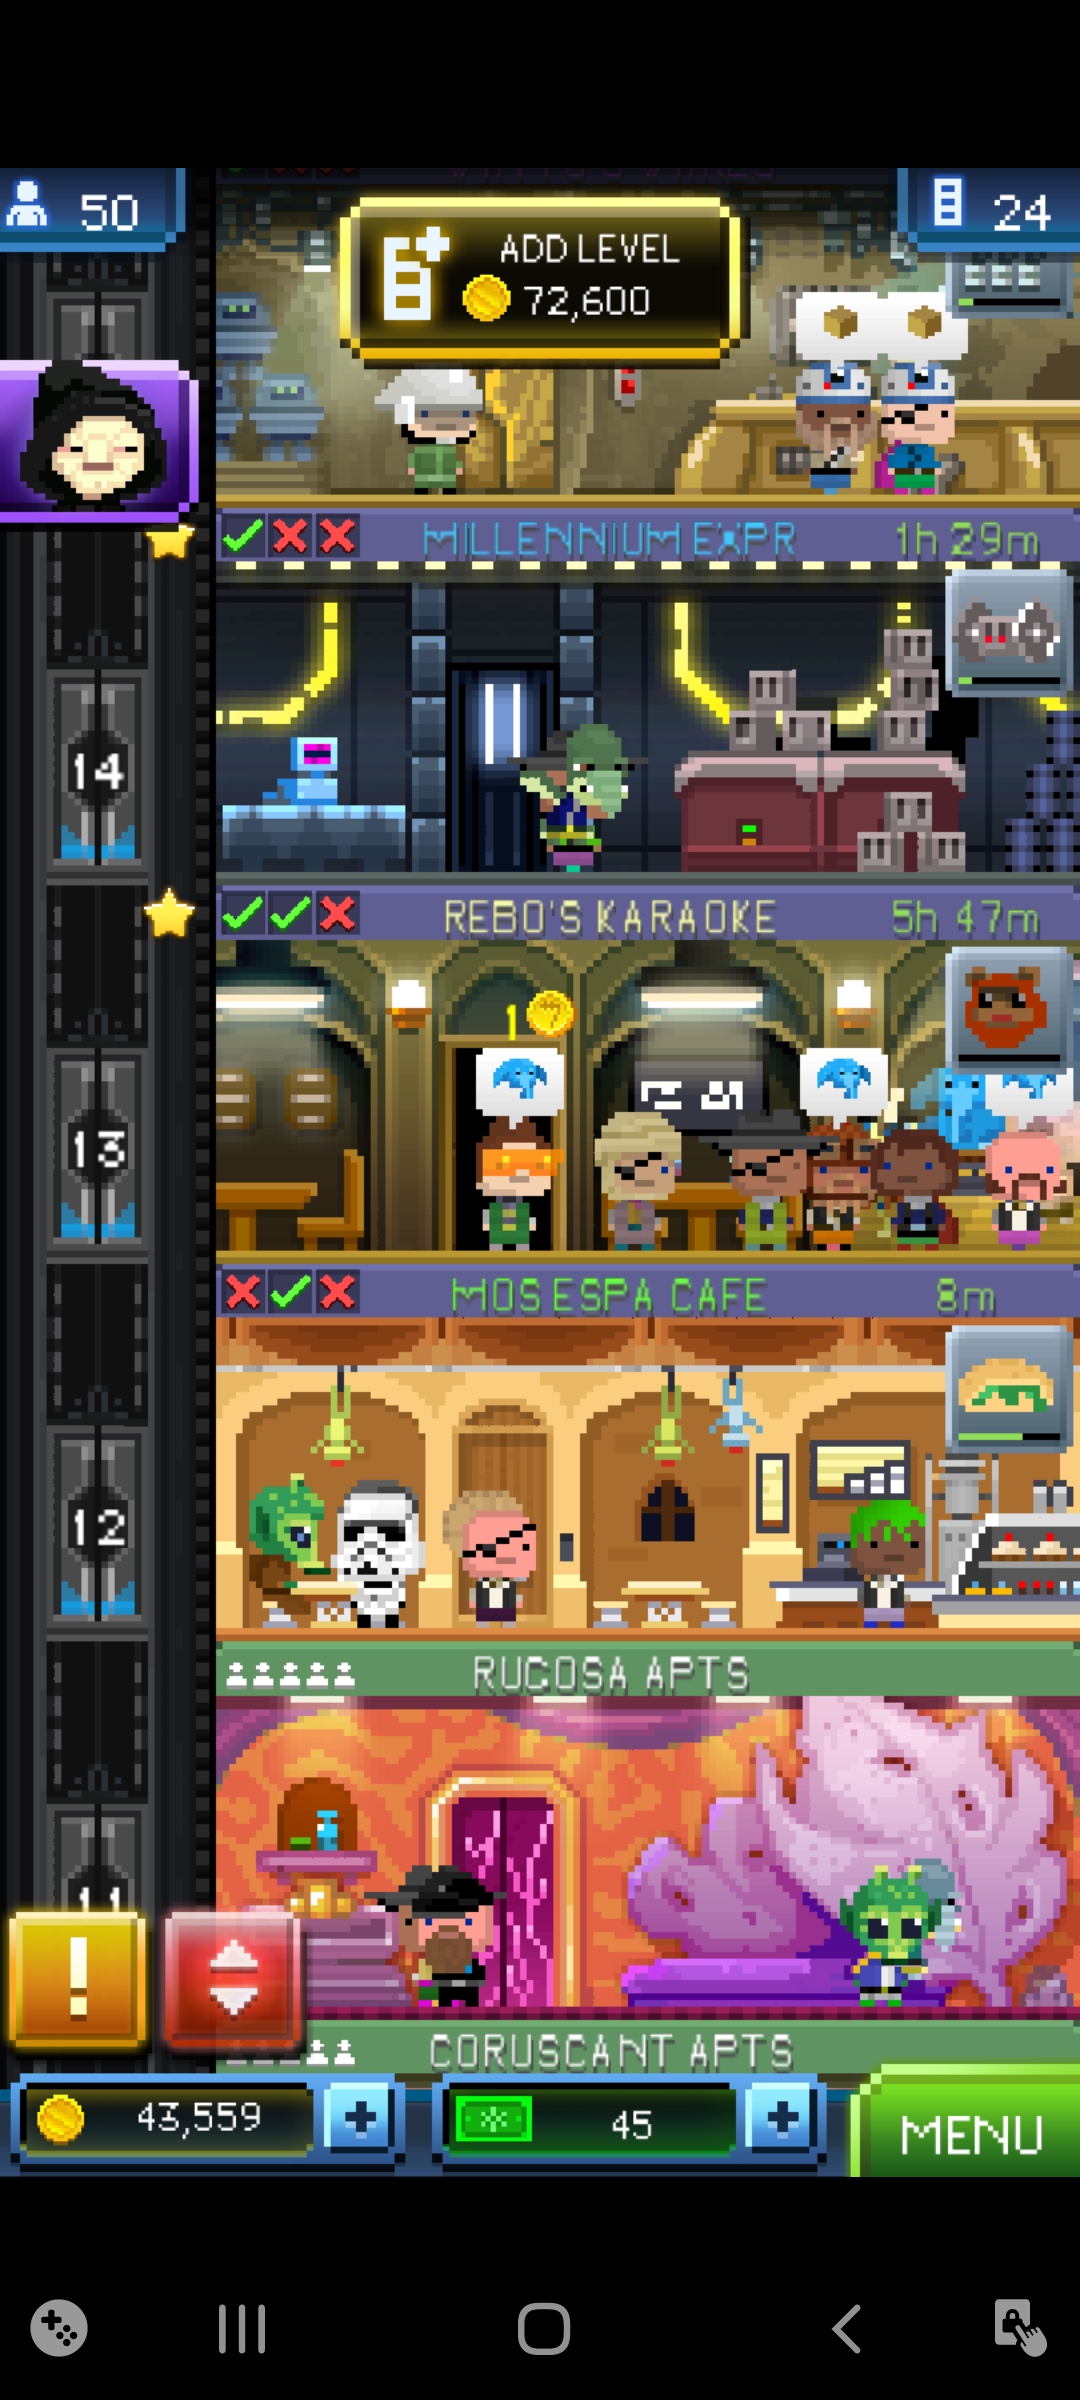 50
ADD LEVEL
72,600
24
MILLENNIUM EXPR
1h 29m
14
REBO'S KARAOKE
5h 47m
1
13
MOS ESPA CAFE
8m
12
RUGOSA APTS
11
!
CORUSCANT APTS
43,559
+
45
+
MENU